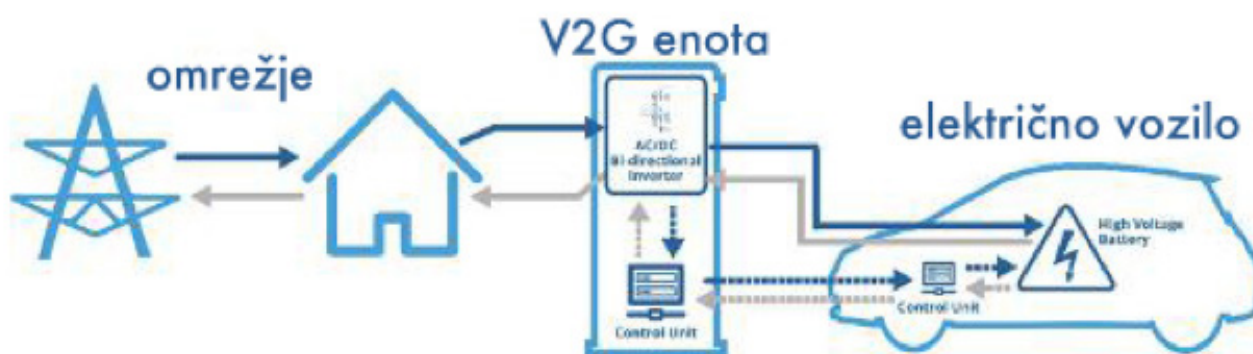 V2G enota
omrežje
električno vozilo
AC/DC
Bi-directional
Inverter
High Voltage
Battery
Control Unit
Control Unit